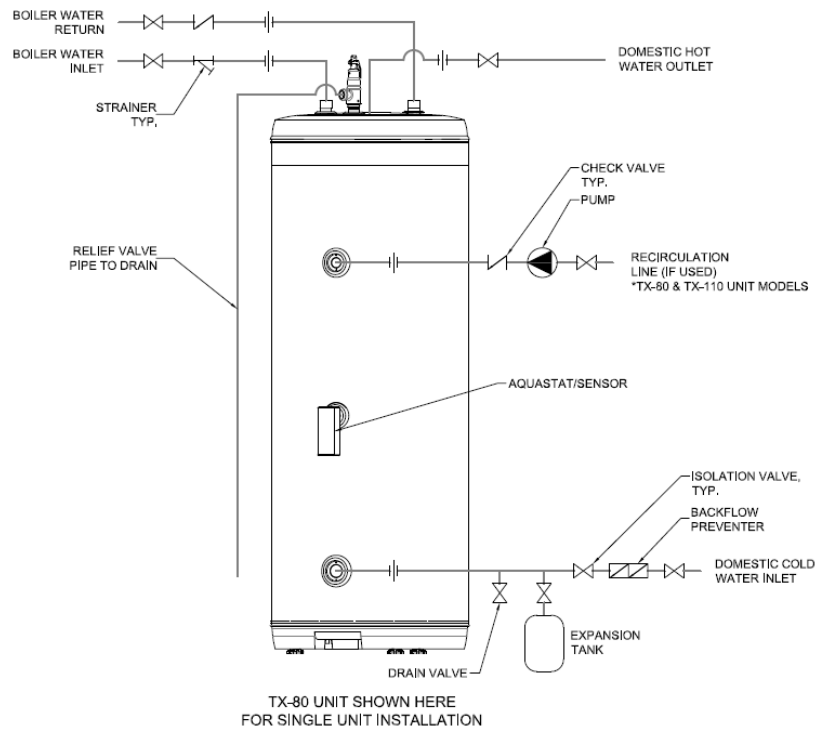 BOILER WATER
RETURN
BOILER WATER
INLET
DOMESTIC HOT
WATER OUTLET
STRAINER
TYP.
CHECK VALVE
TYP.
PUMP
RELIEF VALVE
PIPE TO DRAIN
RECIRCULATION
LINE (IF USED)
*TX-80 & TX-110 UNIT MODELS
AQUASTAT/SENSOR
ISOLATION VALVE,
TYP.
BACKFLOW
PREVENTER
DOMESTIC COLD
WATER INLET
EXPANSION
TANK
DRAIN VALVE
TX-80 UNIT SHOWN HERE
FOR SINGLE UNIT INSTALLATION